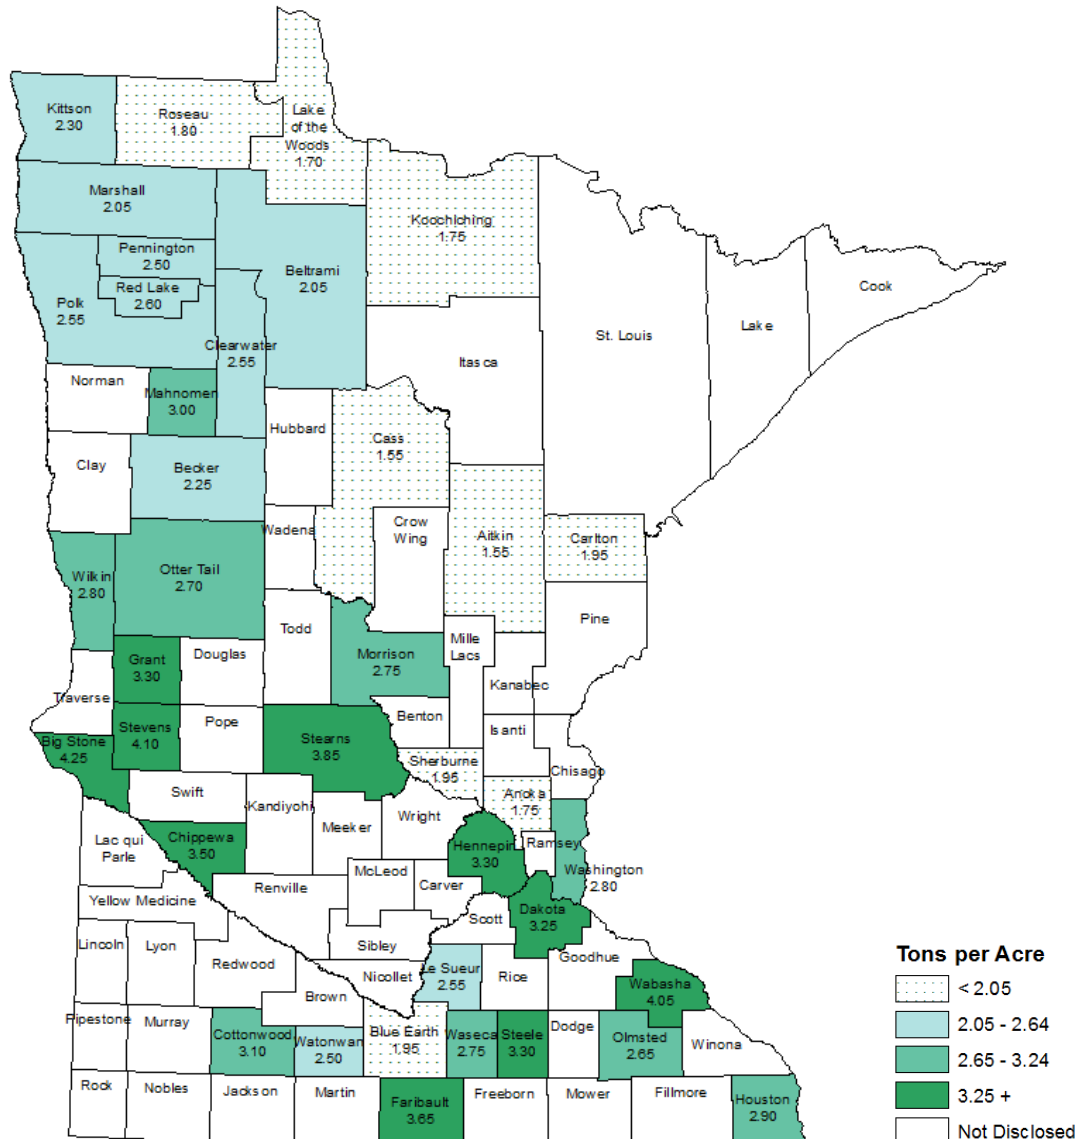 Kittson
2.30
Roseau
1.80
Lake
of the
Woods
1.70
Marshall
2.05
Koochiching
1.75
Pennington
2.50
Beltrami
2.05
Red Lake
2.60
Polk
2.55
Cook
Lake
St. Louis
Clearwater
2.55
Itasca
Norman
Mahnomen
3.00
Hubbard
Cass
1.55
Clay
Becker
2.25
Wadena
Crow
Wing
Aitkin
1.55
Carlton
1.95
Wilkin
2.80
Otter Tail
2.70
Todd
Pine
Mille
Lacs
Morrison
2.75
Grant
3.30
Douglas
Kanabec
Traverse
Benton
Stevens
4.10
Pope
Isanti
Big Stone
4.25
Stearns
3.85
Sherburne
1.95
Chisago
Swift
Kandiyohi
Anoka
1.75
Meeker
Wright
Lac qui
Parle
Chippewa
3.50
Hennepin
3.30
Ramsey
Washington
2.80
McLeod
Carver
Renville
Yellow Medicine
Scott
Dakota
3.25
Lincoln
Lyon
Sibley
Redwood
Nicollet
Le Sueur
2.55
Rice
Goodhue
Wabasha
4.05
Brown
Pipestone
Murray
Cottonwood
3.10
Watonwan
2.50
Blue Earth
1.95
Waseca
2.75
Steele
3.30
Dodge
Olmsted
2.65
Winona
Rock
Nobles
Jackson
Martin
Faribault
3.65
Freeborn
Mower
Fillmore
Houston
2.90
Tons per Acre
< 2.05
2.05 - 2.64
2.65 - 3.24
3.25 +
Not Disclosed